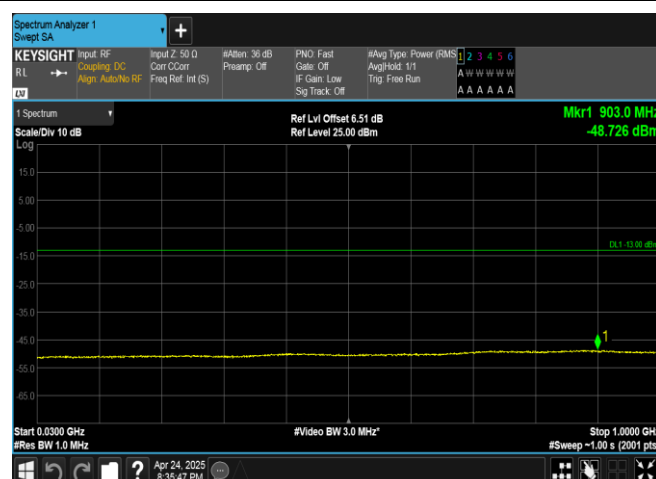 Spectrum Analyzer 1
Swept SA
+
KEYSIGHT
RL
LXI
Input: RF
Coupling: DC
Align: Auto/No RF
Input Z: 50 Ω
Corr CCorr
Freq Ref: Int (S)
#Atten: 36 dB
Preamp: Off
PNO: Fast
Gate: Off
IF Gain: Low
Sig Track: Off
#Avg Type: Power (RMS
Avg|Hold: 1/1
Trig: Free Run
1 2 3 4 5 6
A W W W W W
A A A A A A
1 Spectrum
Scale/Div 10 dB
Log
Ref Lvl Offset 6.51 dB
Ref Level 25.00 dBm
Mkr1 903.0 MHz
-48.726 dBm
15.0
5.00
-5.00
-15.0
-25.0
-35.0
-45.0
-55.0
-65.0
DL1 -13.00 dBm
1
Start 0.0300 GHz
#Res BW 1.0 MHz
#Video BW 3.0 MHz*
Stop 1.0000 GHz
#Sweep ~1.00 s (2001 pts)
?
Apr 24, 2025
8:35:47 PM